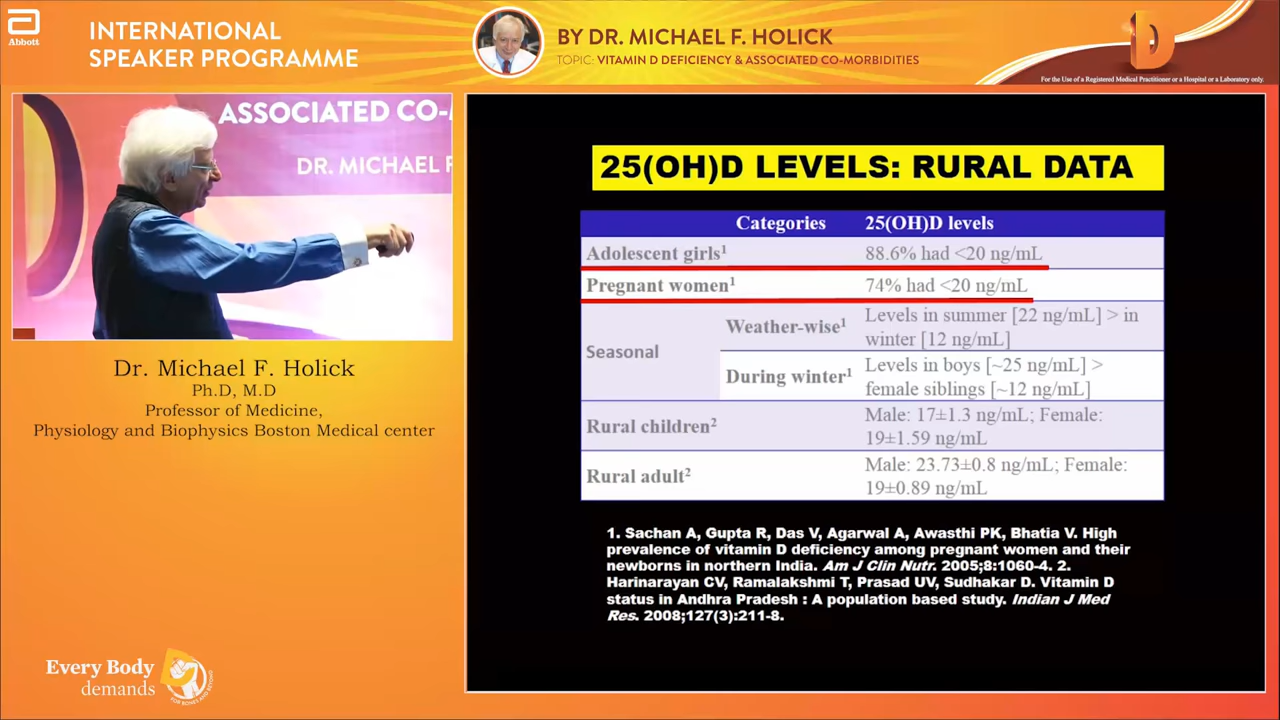 Abbott
INTERNATIONAL
SPEAKER PROGRAMME
BY DR. MICHAEL F. HOLICK
TOPIC: VITAMIN D DEFICIENCY & ASSOCIATED CO-MORBIDITIES
D
For the Use of a Registered Medical Practitioner or a Hospital or a Laboratory only.
ASSOCIATED CO-
DR. MICHAEL F
Dr. Michael F. Holick
Ph.D, M.D
Professor of Medicine,
Physiology and Biophysics Boston Medical center
Every Body
demands
D
FOR BONES AND BEYOND
25(OH)D LEVELS: RURAL DATA
Categories 25(OH)D levels
Adolescent girls¹ 88.6% had <20 ng/mL
Pregnant women¹ 74% had <20 ng/mL
Seasonal
Weather-wise¹
Levels in summer [22 ng/mL] > in
winter [12 ng/mL]
During winter¹
Levels in boys [~25 ng/mL] >
female siblings [~12 ng/mL]
Rural children²
Male: 17±1.3 ng/mL; Female:
19±1.59 ng/mL
Rural adult²
Male: 23.73±0.8 ng/mL; Female:
19±0.89 ng/mL
1. Sachan A, Gupta R, Das V, Agarwal A, Awasthi PK, Bhatia V. High
prevalence of vitamin D deficiency among pregnant women and their
newborns in northern India. Am J Clin Nutr. 2005;8:1060-4. 2.
Harinarayan CV, Ramalakshmi T, Prasad UV, Sudhakar D. Vitamin D
status in Andhra Pradesh : A population based study. Indian J Med
Res. 2008;127(3):211-8.